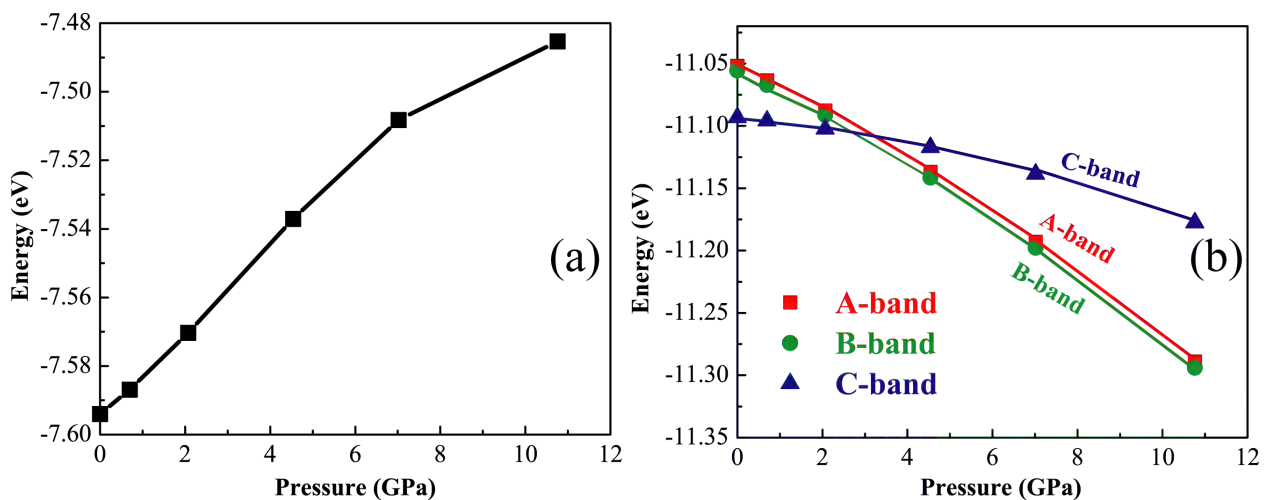 -7.48
-7.50
-7.52
-7.54
-7.56
-7.58
-7.60
0
2
4
6
8
10
12
Energy (eV)
Pressure (GPa)
(a)
-11.05
-11.10
-11.15
-11.20
-11.25
-11.30
-11.35
0
2
4
6
8
10
12
Energy (eV)
Pressure (GPa)
C-band
A-band
B-band
(b)
A-band
B-band
C-band